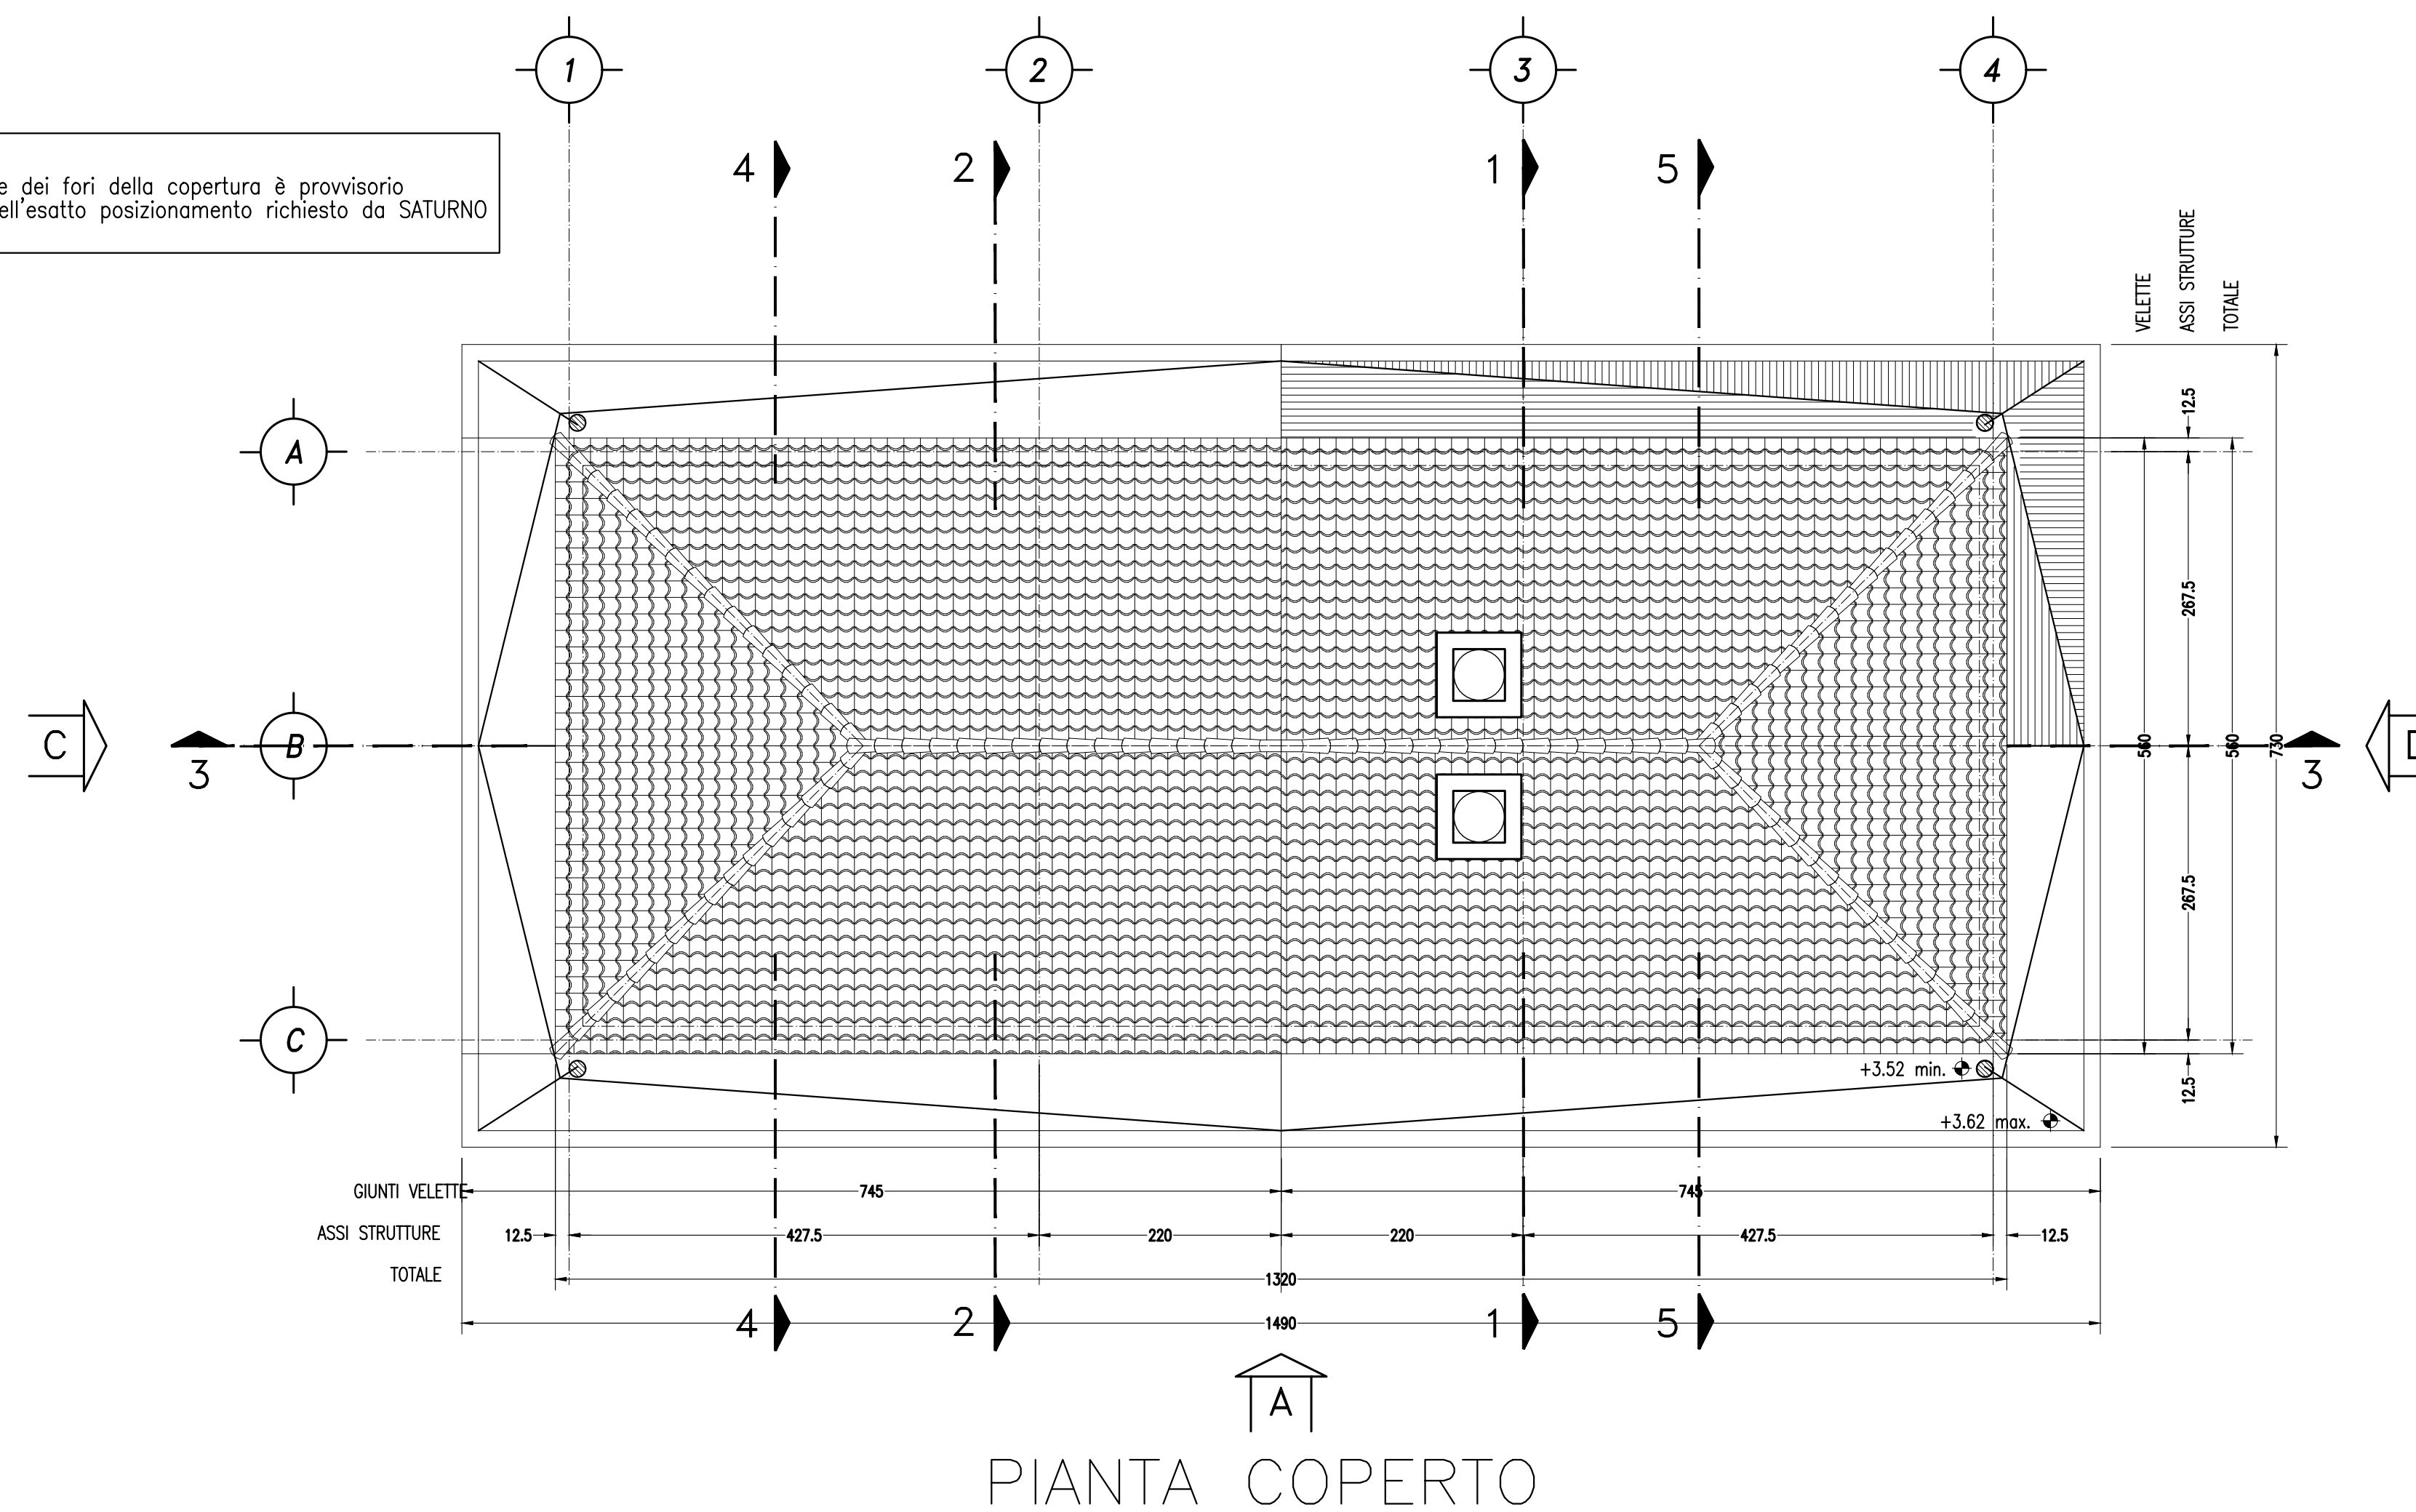 1 2 3 4
e dei fori della copertura è provvisorio
ell'esatto posizionamento richiesto da SATURNO
4 2 1 5
VELETTE
ASSI STRUTTURE
TOTALE
A
12.5
267.5
C
3
B
560
560
730
3
267.5
C
12.5
+3.52 min.
+3.62 max.
GIUNTI VELETTE 745 745
ASSI STRUTTURE 12.5 427.5 220 220 427.5 12.5
TOTALE 1320
4 2 1490 1 5
A
PIANTA COPERTO